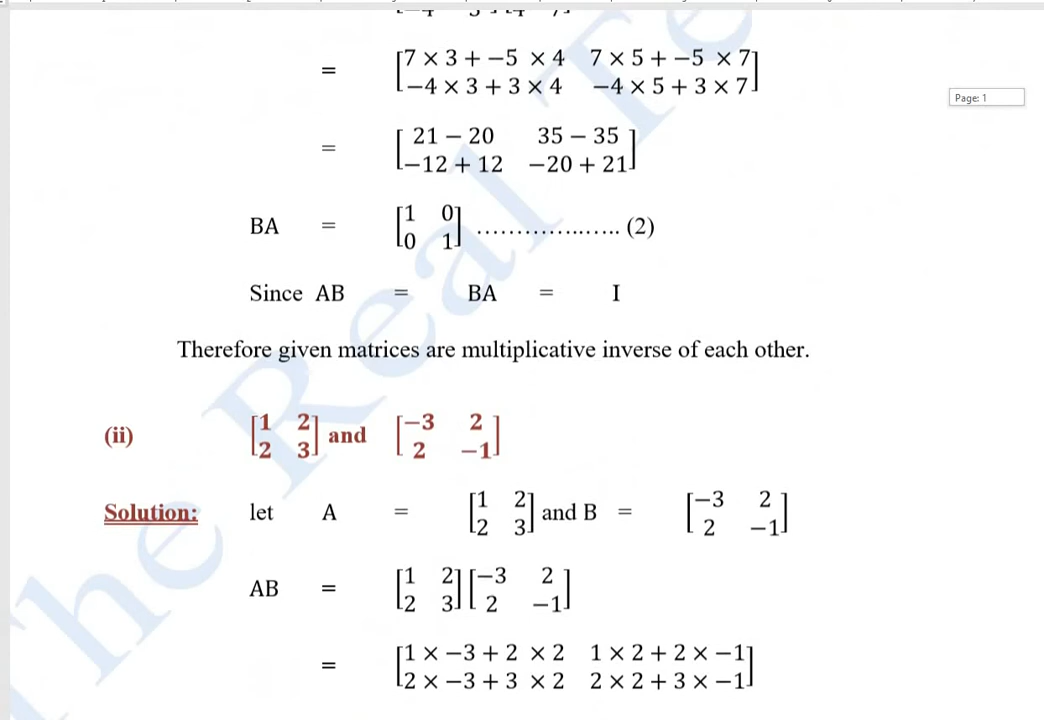 = [7 × 3 + −5 × 4 7 × 5 + −5 × 7
−4 × 3 + 3 × 4 −4 × 5 + 3 × 7]
Page: 1
= [21 − 20 35 − 35
−12 + 12 −20 + 21]
BA = [1 0
0 1] ..................... (2)
Since AB = BA = I
Therefore given matrices are multiplicative inverse of each other.
(ii) [1 2
2 3] and [−3 2
2 −1]
Solution: let A = [1 2
2 3] and B = [−3 2
2 −1]
AB = [1 2
2 3] [−3 2
2 −1]
= [1 × −3 + 2 × 2 1 × 2 + 2 × −1
2 × −3 + 3 × 2 2 × 2 + 3 × −1]
The Real Te